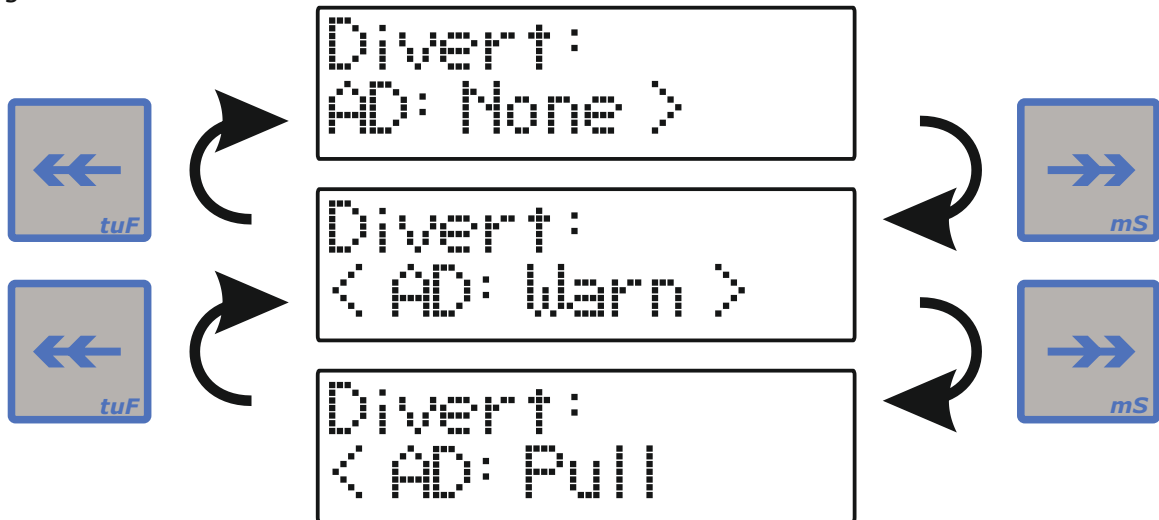 Divert:
AD: None >
tuF
mS
Divert:
< AD: Warn >
tuF
mS
Divert:
< AD: Pull